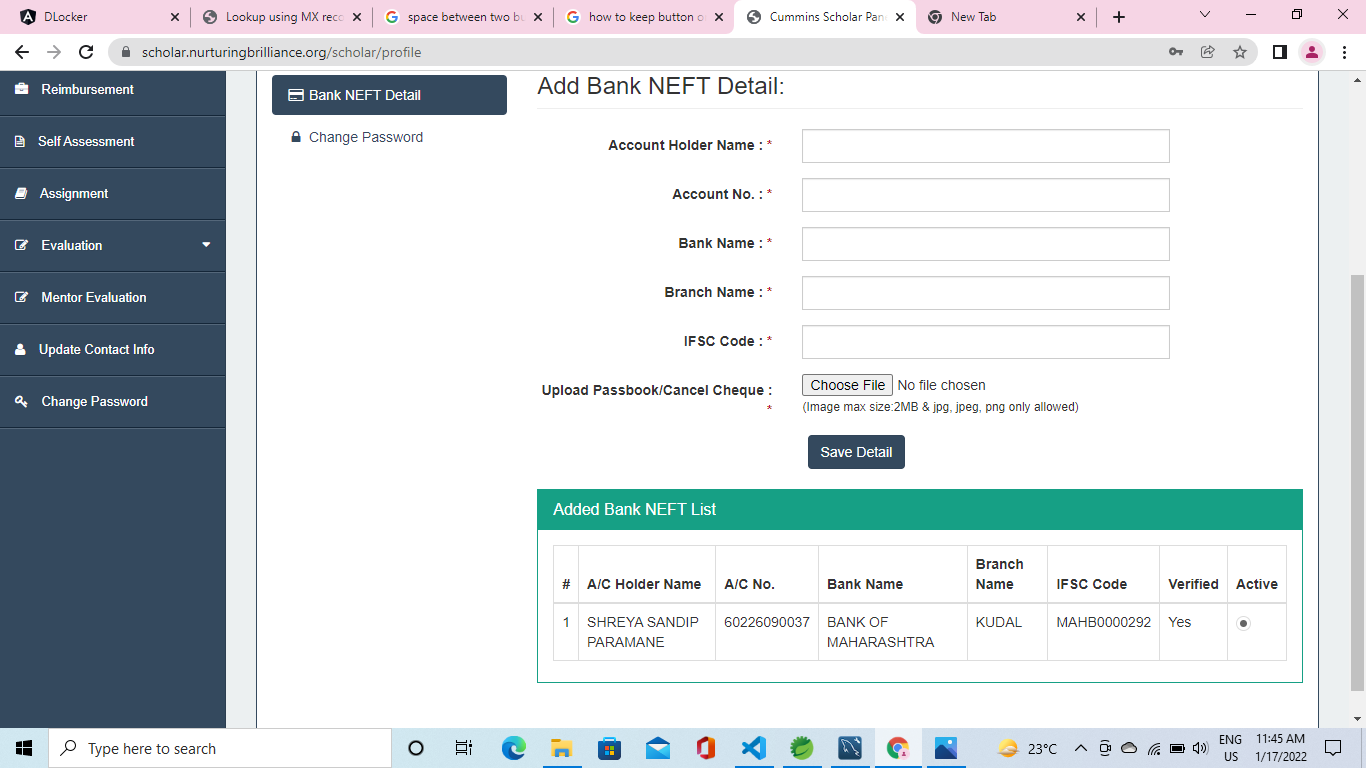 DLocker
Lookup using MX reco
space between two bu
how to keep button o
Cummins Scholar Pan
New Tab
scholar.nurturingbrilliance.org/scholar/profile
Reimbursement
Self Assessment
Assignment
Evaluation
Mentor Evaluation
Update Contact Info
Change Password
Bank NEFT Detail
Change Password
Add Bank NEFT Detail:
Account Holder Name : *
Account No. : *
Bank Name : *
Branch Name : *
IFSC Code : *
Upload Passbook/Cancel Cheque :
*
Choose File No file chosen
(Image max size:2MB & jpg, jpeg, png only allowed)
Save Detail
Added Bank NEFT List
# A/C Holder Name A/C No. Bank Name Branch Name IFSC Code Verified Active
1 SHREYA SANDIP PARAMANE 60226090037 BANK OF MAHARASHTRA KUDAL MAHB0000292 Yes
Type here to search
23°C
ENG
US
11:45 AM
1/17/2022